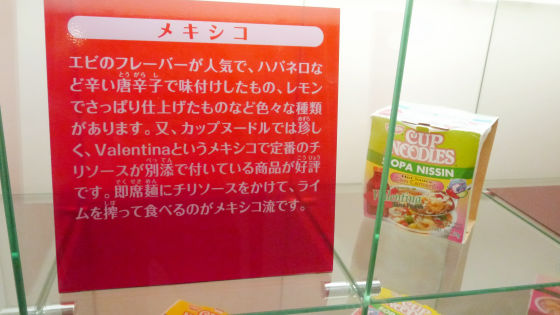 メキシコ
エビのフレーバーが人気で、ハバネロな
ど辛い唐辛子で味付けしたもの、レモン
でさっぱり仕上げたものなど色々な種類
があります。又、カップヌードルでは珍し
く、Valentinaというメキシコで定番のチ
リソースが別添で付いている商品が好評
です。即席麺にチリソースをかけて、ライ
ムを搾って食べるのがメキシコ流です。
CUP
NOODLES
SOPA NISSIN
Hot Sauce
Valentina